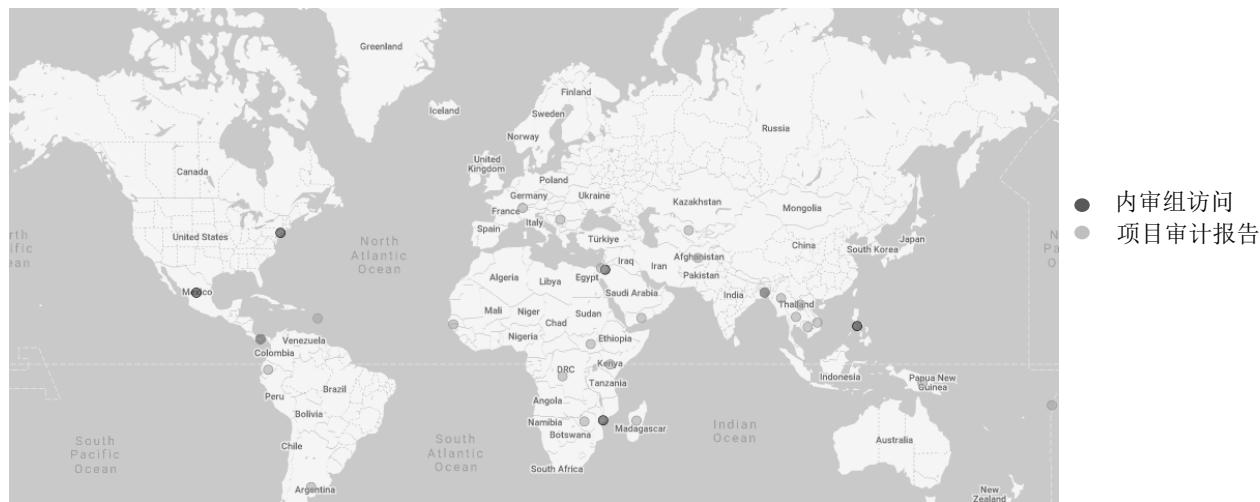 Greenland
Iceland
Finland
Sweden
Norway
Russia
Canada
United
Kingdom
Poland
Germany
Ukraine
Kazakhstan
Mongolia
France
Italy
Spain
Türkiye
North
Atlantic
Ocean
United States
China
South Korea
Japan
Afghanistan
Iraq
Iran
Pakistan
Algeria
Libya
Egypt
Saudi Arabia
India
Mexico
Thailand
Mali
Niger
Sudan
Chad
Nigeria
Ethiopia
Venezuela
Colombia
DRC
Kenya
Tanzania
Indonesia
Papua New
Guinea
Peru
Brazil
Angola
Bolivia
Namibia
Botswana
Madagascar
Indian
Ocean
Australia
South
Pacific
Ocean
Chile
South
Atlantic
Ocean
South Africa
Argentina
New
Zealand
内审组访问
项目审计报告